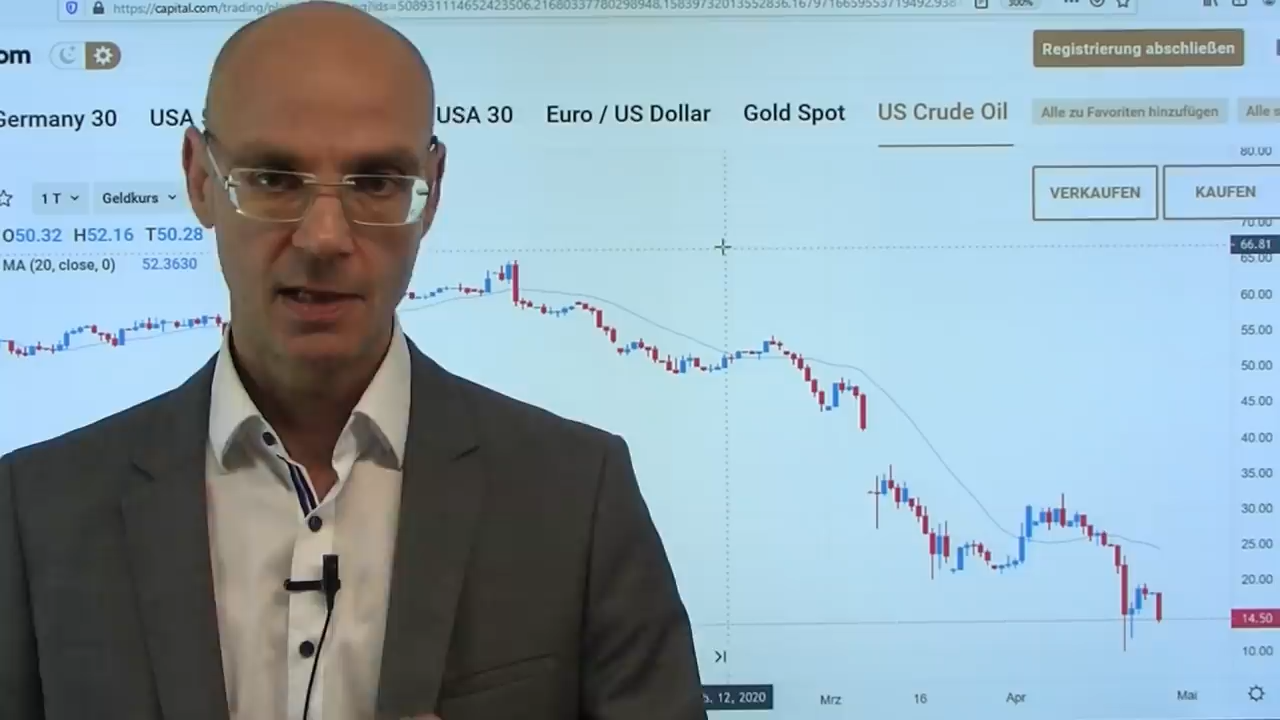 https://capital.com/trading/pl
300%
om
Registrierung abschließen
Germany 30 USA USA 30 Euro / US Dollar Gold Spot US Crude Oil Alle zu Favoriten hinzufügen Alle
80.00
1 T Geldkurs
VERKAUFEN KAUFEN
70.00
O50.32 H52.16 T50.28
66.81
65.00
MA (20, close, 0) 52.3630
60.00
55.00
50.00
45.00
40.00
35.00
30.00
25.00
20.00
14.50
10.00
12, 2020 Mrz 16 Apr Mai